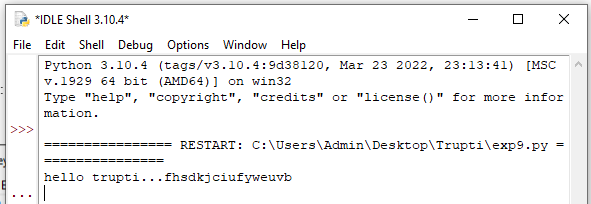 *IDLE Shell 3.10.4*
File Edit Shell Debug Options Window Help
Python 3.10.4 (tags/v3.10.4:9d38120, Mar 23 2022, 23:13:41) [MSC
v.1929 64 bit (AMD64)] on win32
Type "help", "copyright", "credits" or "license()" for more infor
mation.
>>>
================ RESTART: C:\Users\Admin\Desktop\Trupti\exp9.py =
===============
hello trupti...fhsdkjciufyweuvb
...